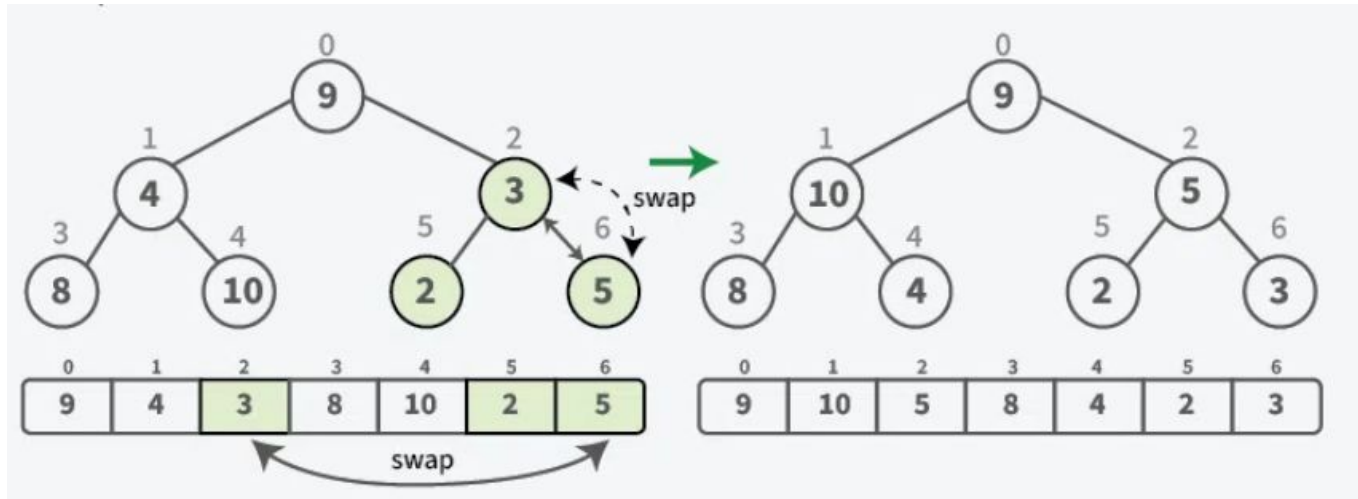 0 0
9 9
1 2 1 2
4 3 swap 10 5
3 4 5 6 3 4 5 6
8 10 2 5 8 4 2 3
0 1 2 3 4 5 6 0 1 2 3 4 5 6
9 4 3 8 10 2 5 9 10 5 8 4 2 3
swap